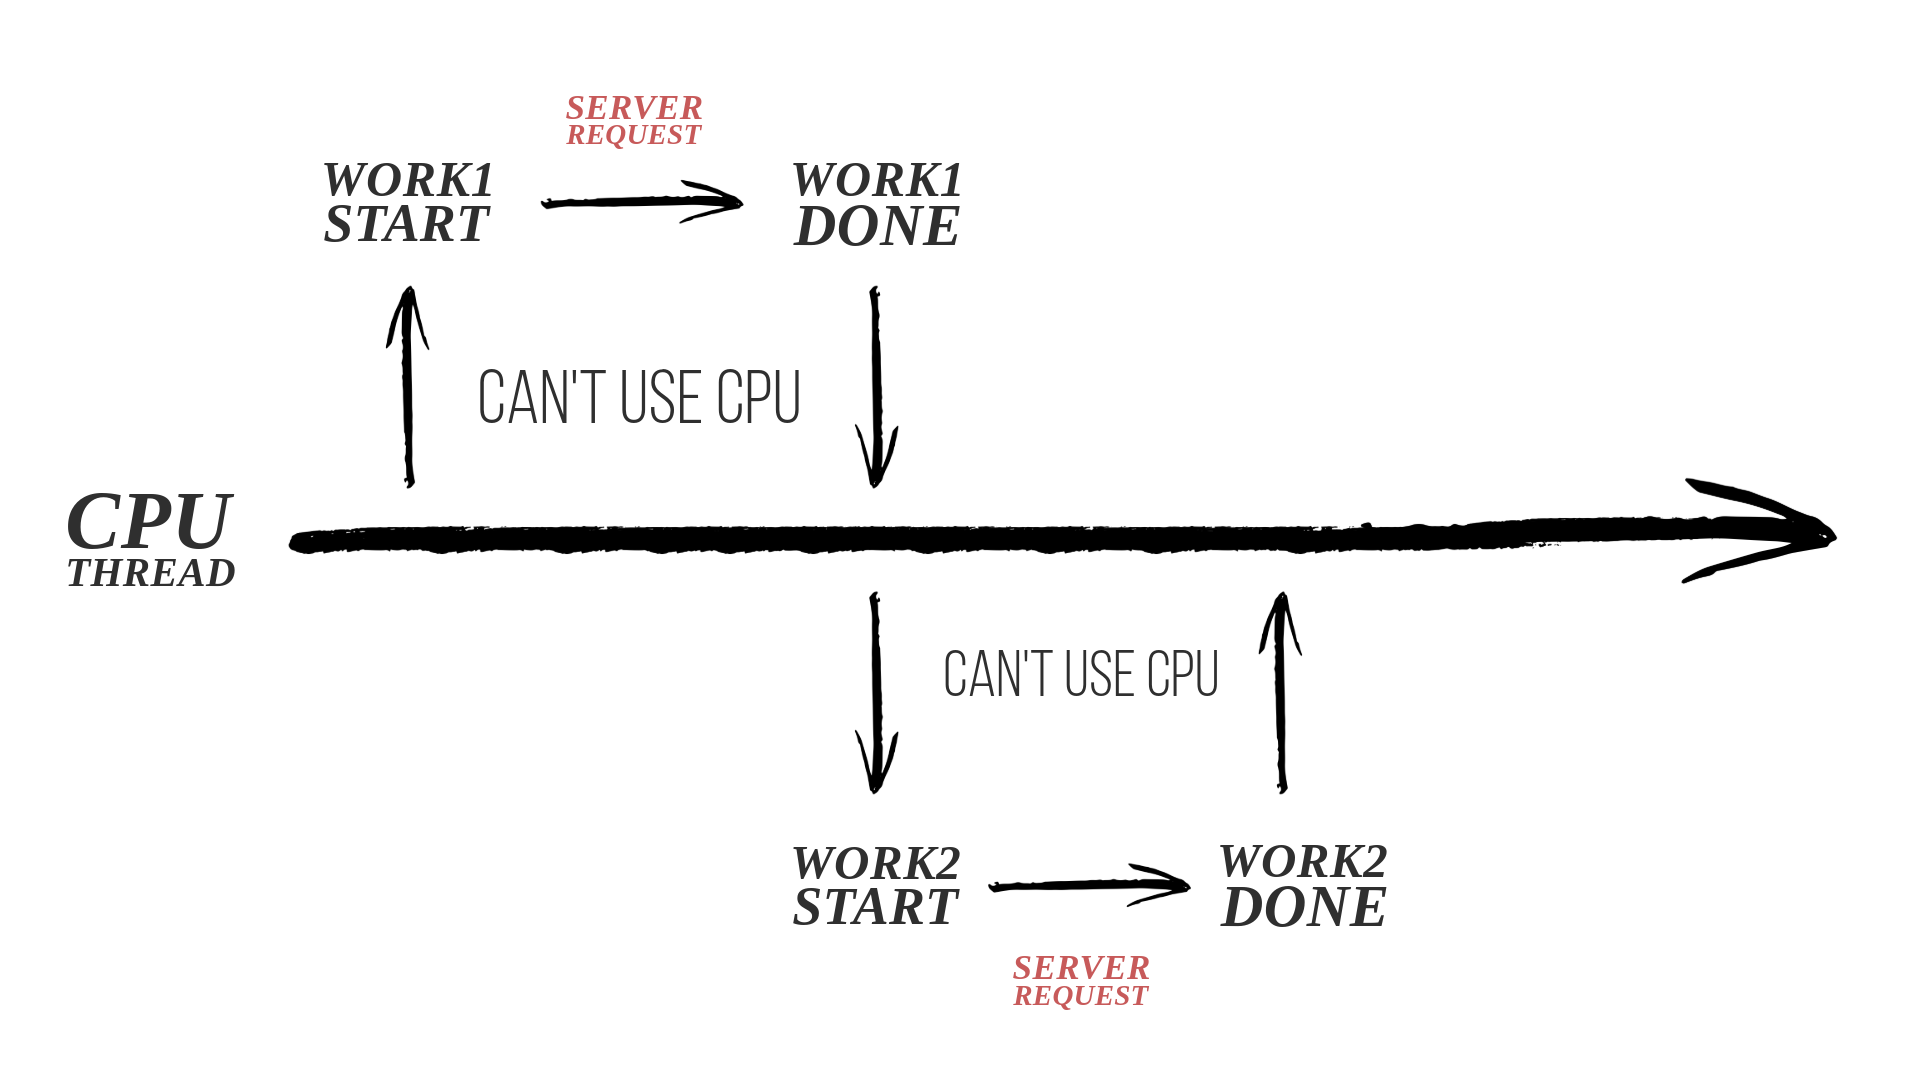 SERVER
REQUEST
WORK1
START
WORK1
DONE
CAN'T USE CPU
CPU
THREAD
CAN'T USE CPU
WORK2
START
WORK2
DONE
SERVER
REQUEST